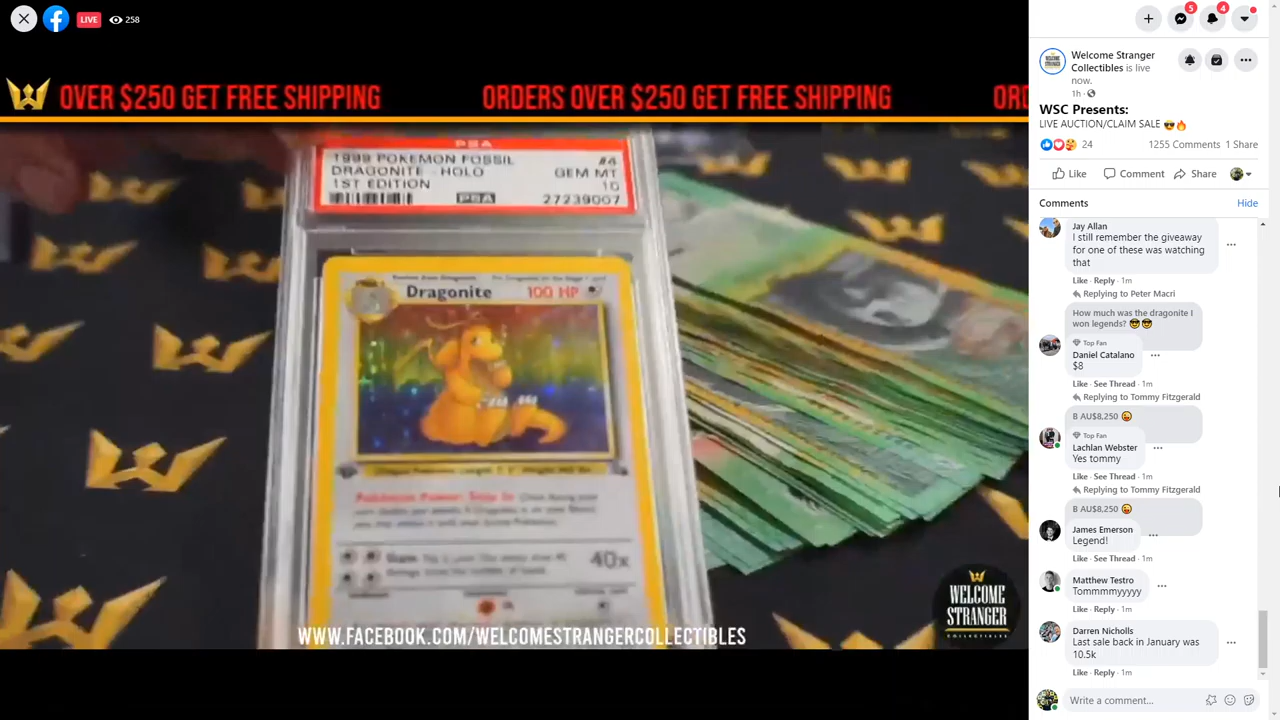 LIVE
258
OVER $250 GET FREE SHIPPING
ORDERS OVER $250 GET FREE SHIPPING
PSA
1999 POKEMON FOSSIL
#4
DRAGONITE - HOLO
GEM MT
1ST EDITION
10
PSA
27239007
Dragonite
100 HP
40x
WWW.FACEBOOK.COM/WELCOMESTRANGERCOLLECTIBLES
WELCOME
STRANGER
COLLECTIBLES
5
4
Welcome Stranger
Collectibles is live
now.
1h
WSC Presents:
LIVE AUCTION/CLAIM SALE 😎🔥
24
1255 Comments 1 Share
Like
Comment
Share
Comments
Hide
Jay Allan
I still remember the giveaway
for one of these was watching
that
Like · Reply · 1m
Replying to Peter Macri
How much was the dragonite I
won legends? 😎😎
Top Fan
Daniel Catalano
$8
Like · See Thread · 1m
Replying to Tommy Fitzgerald
B AU$8,250 😜
Top Fan
Lachlan Webster
Yes tommy
Like · See Thread · 1m
Replying to Tommy Fitzgerald
B AU$8,250 😜
James Emerson
Legend!
Like · See Thread · 1m
Matthew Testro
Tommmmyyyyy
Like · Reply · 1m
Darren Nicholls
Last sale back in January was
10.5k
Like · Reply · 1m
Write a comment...